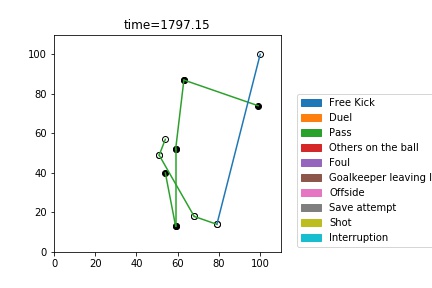 time=1797.15
100
80
60
40
20
0
0 20 40 60 80 100
Free Kick
Duel
Pass
Others on the ball
Foul
Goalkeeper leaving l
Offside
Save attempt
Shot
Interruption